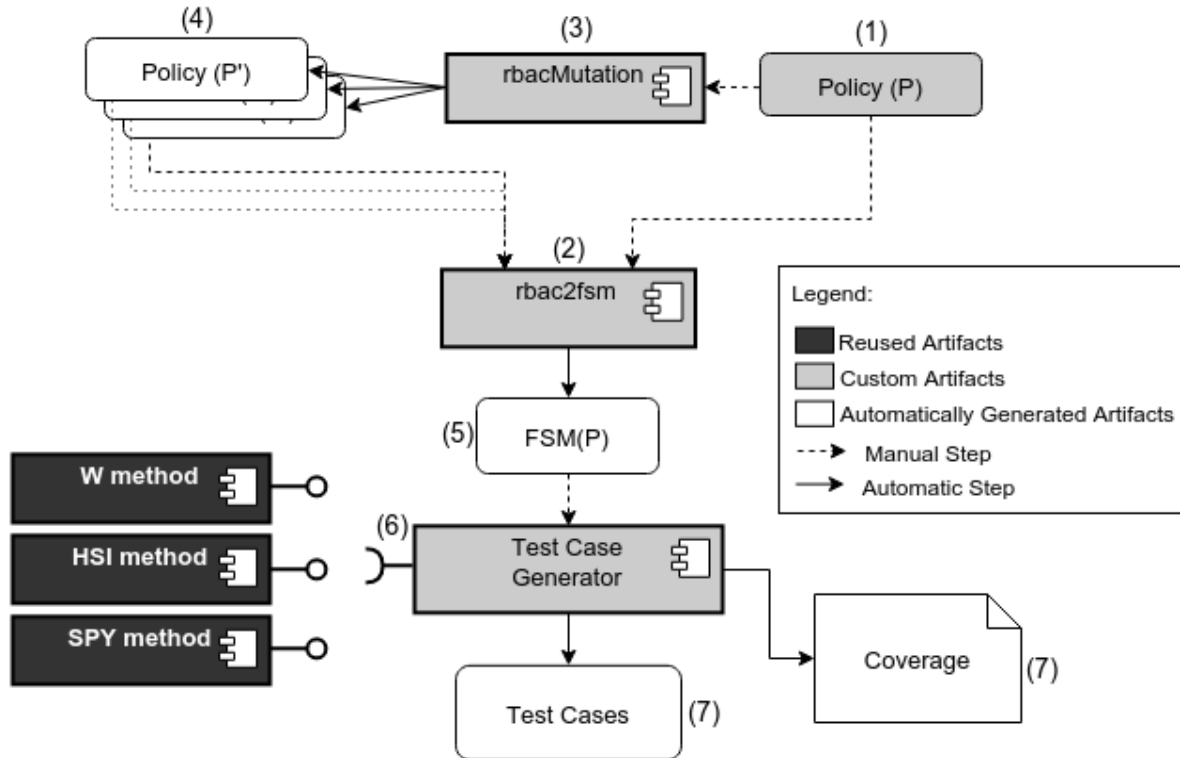 (4)
(3)
(1)
Policy (P')
rbacMutation
Policy (P)
(2)
rbac2fsm
Legend:
Reused Artifacts
Custom Artifacts
Automatically Generated Artifacts
Manual Step
Automatic Step
(5)
FSM(P)
W method
HSI method
SPY method
(6)
Test Case
Generator
Coverage
(7)
Test Cases
(7)